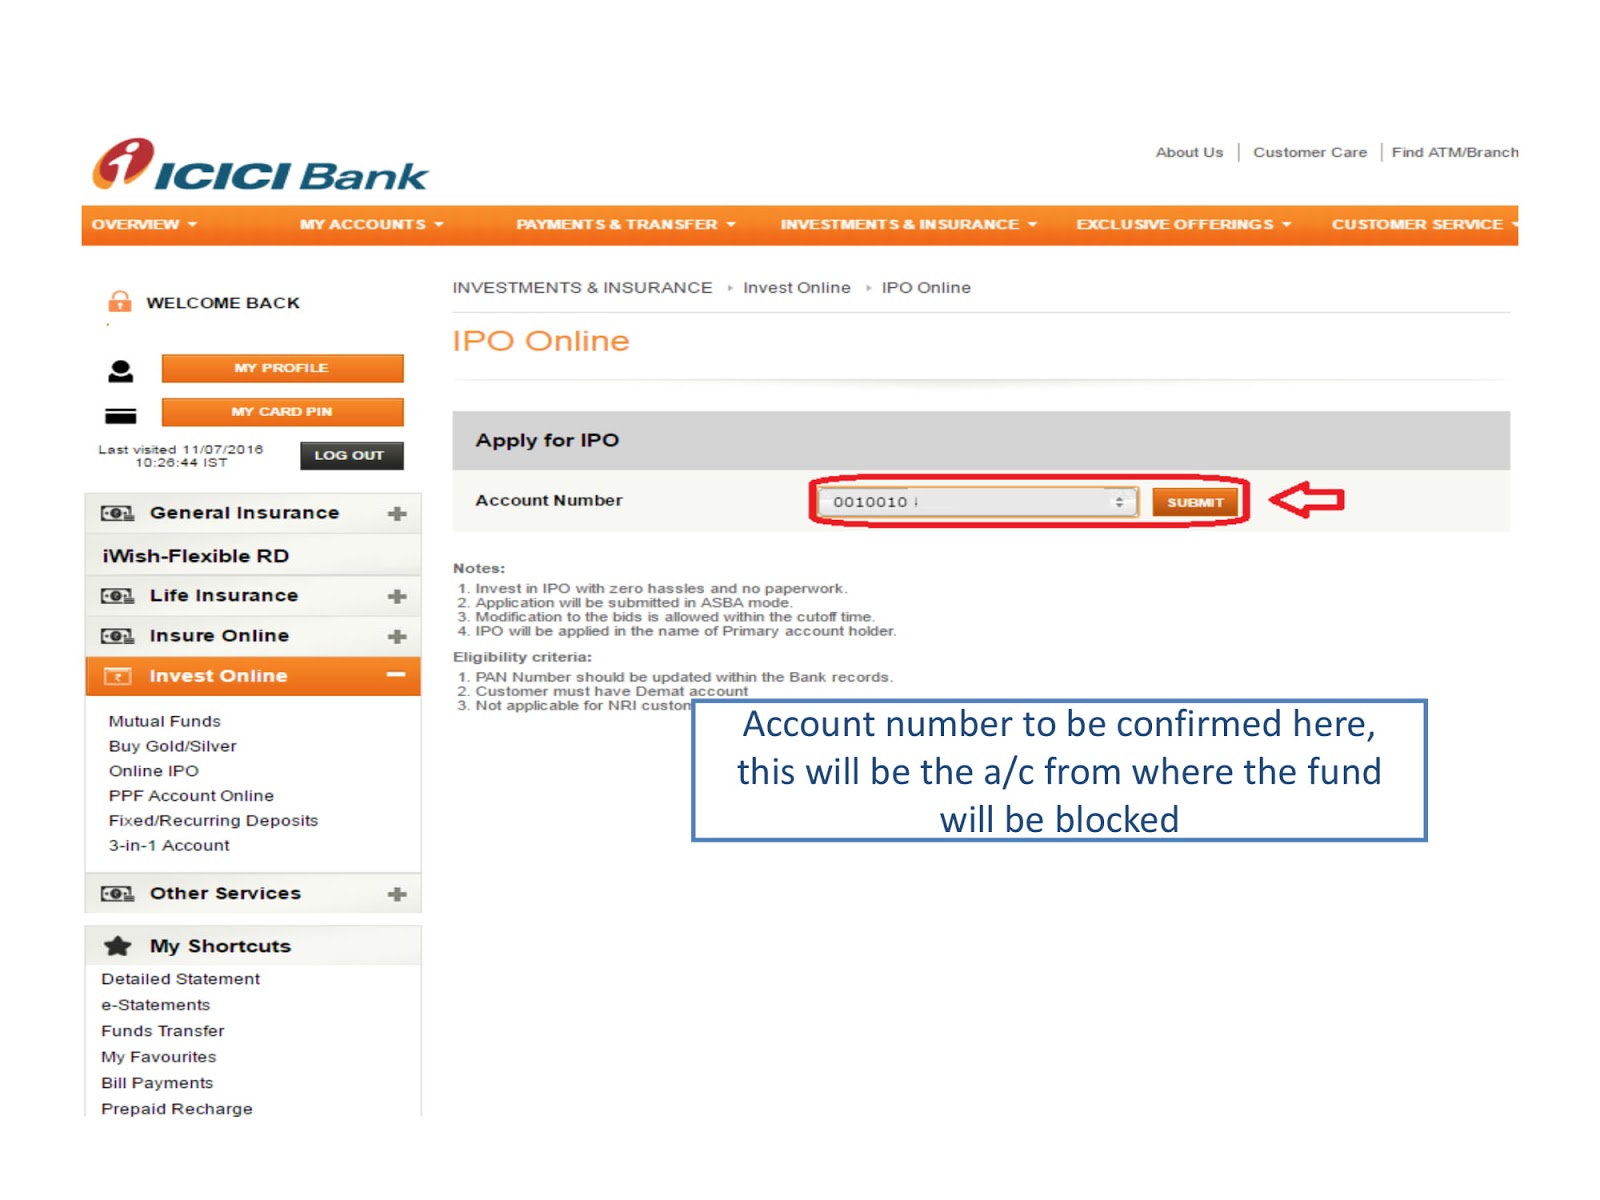 ICICI Bank
About Us | Customer Care | Find ATM/Branch
OVERVIEW MY ACCOUNTS PAYMENTS & TRANSFER INVESTMENTS & INSURANCE EXCLUSIVE OFFERINGS CUSTOMER SERVICE
WELCOME BACK
MY PROFILE
MY CARD PIN
Last visited 11/07/2016
10:26:44 IST
LOG OUT
General Insurance
iWish-Flexible RD
Life Insurance
Insure Online
Invest Online
Mutual Funds
Buy Gold/Silver
Online IPO
PPF Account Online
Fixed/Recurring Deposits
3-in-1 Account
Other Services
My Shortcuts
Detailed Statement
e-Statements
Funds Transfer
My Favourites
Bill Payments
Prepaid Recharge
INVESTMENTS & INSURANCE Invest Online IPO Online
IPO Online
Apply for IPO
Account Number 0010010 SUBMIT
Notes:
1. Invest in IPO with zero hassles and no paperwork.
2. Application will be submitted in ASBA mode.
3. Modification to the bids is allowed within the cutoff time.
4. IPO will be applied in the name of Primary account holder.
Eligibility criteria:
1. PAN Number should be updated within the Bank records.
2. Customer must have Demat account
3. Not applicable for NRI
Account number to be confirmed here,
this will be the a/c from where the fund
will be blocked